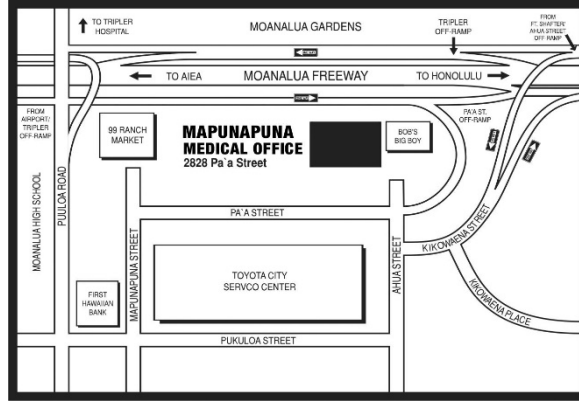 TO TRIPLER
HOSPITAL
MOANALUA GARDENS
TRIPLER
OFF-RAMP
FROM
FT. SHAFTER/
AHUA STREET
OFF RAMP
TO AIEA
MOANALUA FREEWAY
TO HONOLULU
FROM
AIRPORT/
TRIPLER
OFF-RAMP
99 RANCH
MARKET
MAPUNAPUNA
MEDICAL OFFICE
2828 Pa`a Street
BOB'S
BIG BOY
PA'A ST.
OFF-RAMP
MOANALUA HIGH SCHOOL
PUULOA ROAD
MAPUNAPUNA STREET
PA`A STREET
AHUA STREET
KIKOWAENA STREET
KIKOWAENA PLACE
TOYOTA CITY
SERVCO CENTER
FIRST
HAWAIIAN
BANK
PUKULOA STREET